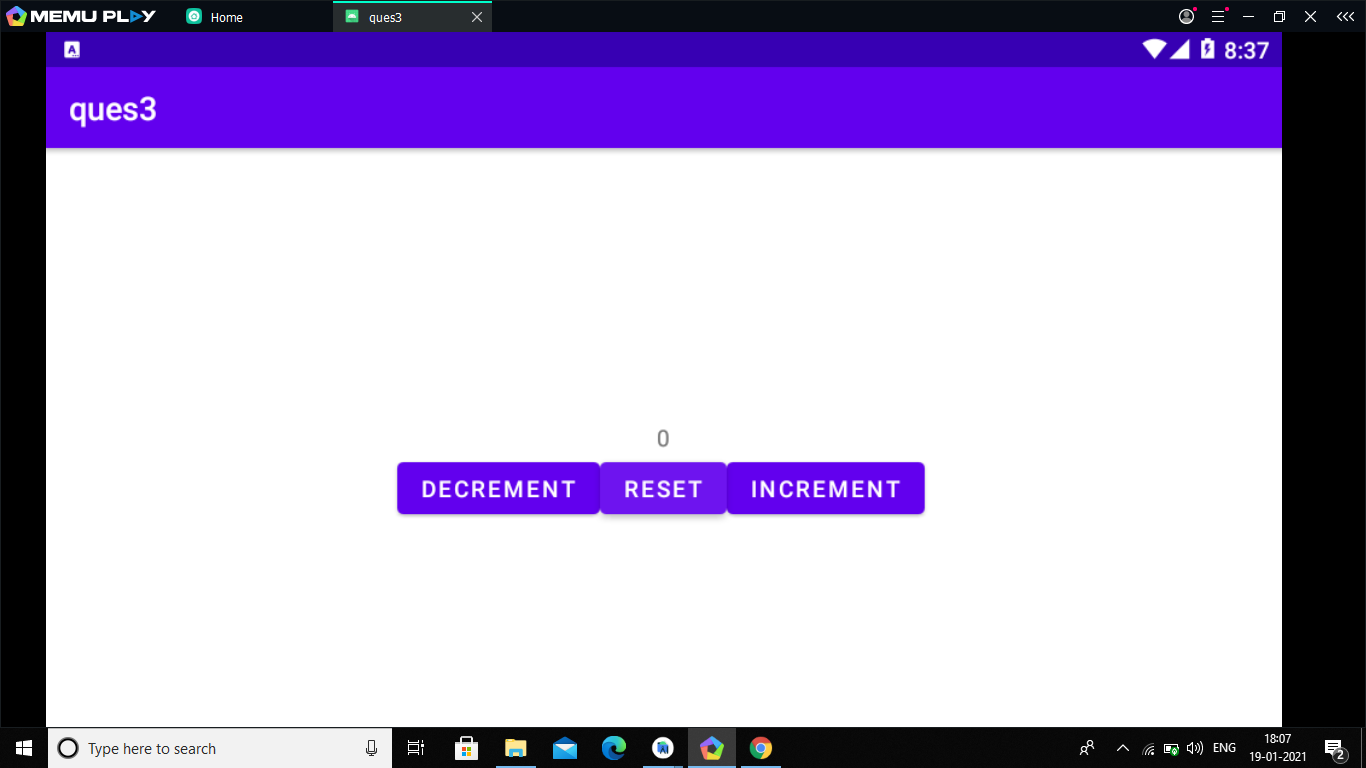 MEMU PLAY Home ques3
A 8:37
ques3
0
DECREMENT RESET INCREMENT
Type here to search ENG 18:07
19-01-2021 2